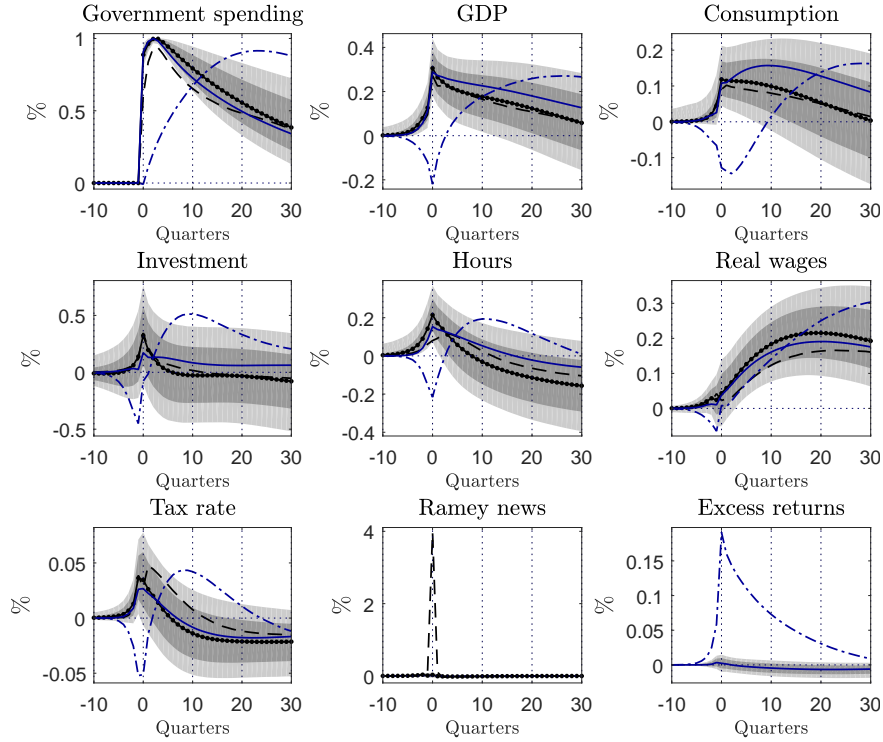 Government spending
GDP
Consumption
1
0.5
0
%
-10 0 10 20 30
Quarters
0.4
0.2
0
-0.2
%
-10 0 10 20 30
Quarters
0.2
0.1
0
-0.1
%
-10 0 10 20 30
Quarters
Investment
Hours
Real wages
0.5
0
-0.5
%
-10 0 10 20 30
Quarters
0.2
0
-0.2
-0.4
%
-10 0 10 20 30
Quarters
0.3
0.2
0.1
0
%
-10 0 10 20 30
Quarters
Tax rate
Ramey news
Excess returns
0.05
0
-0.05
%
-10 0 10 20 30
Quarters
4
2
0
%
-10 0 10 20 30
Quarters
0.15
0.1
0.05
0
%
-10 0 10 20 30
Quarters